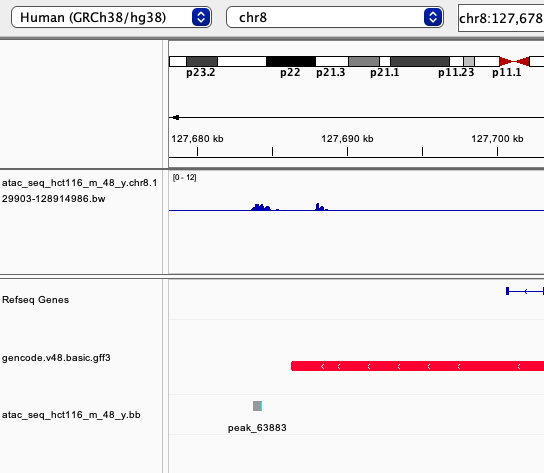 Human (GRCh38/hg38) chr8 chr8:127,678
p23.2 p22 p21.3 p21.1 p11.23 p11.1
127,680 kb 127,690 kb 127,700 kb
atac_seq_hct116_m_48_y.chr8.1
29903-128914986.bw
[0 - 12]
Refseq Genes
gencode.v48.basic.gff3
atac_seq_hct116_m_48_y.bb
peak_63883